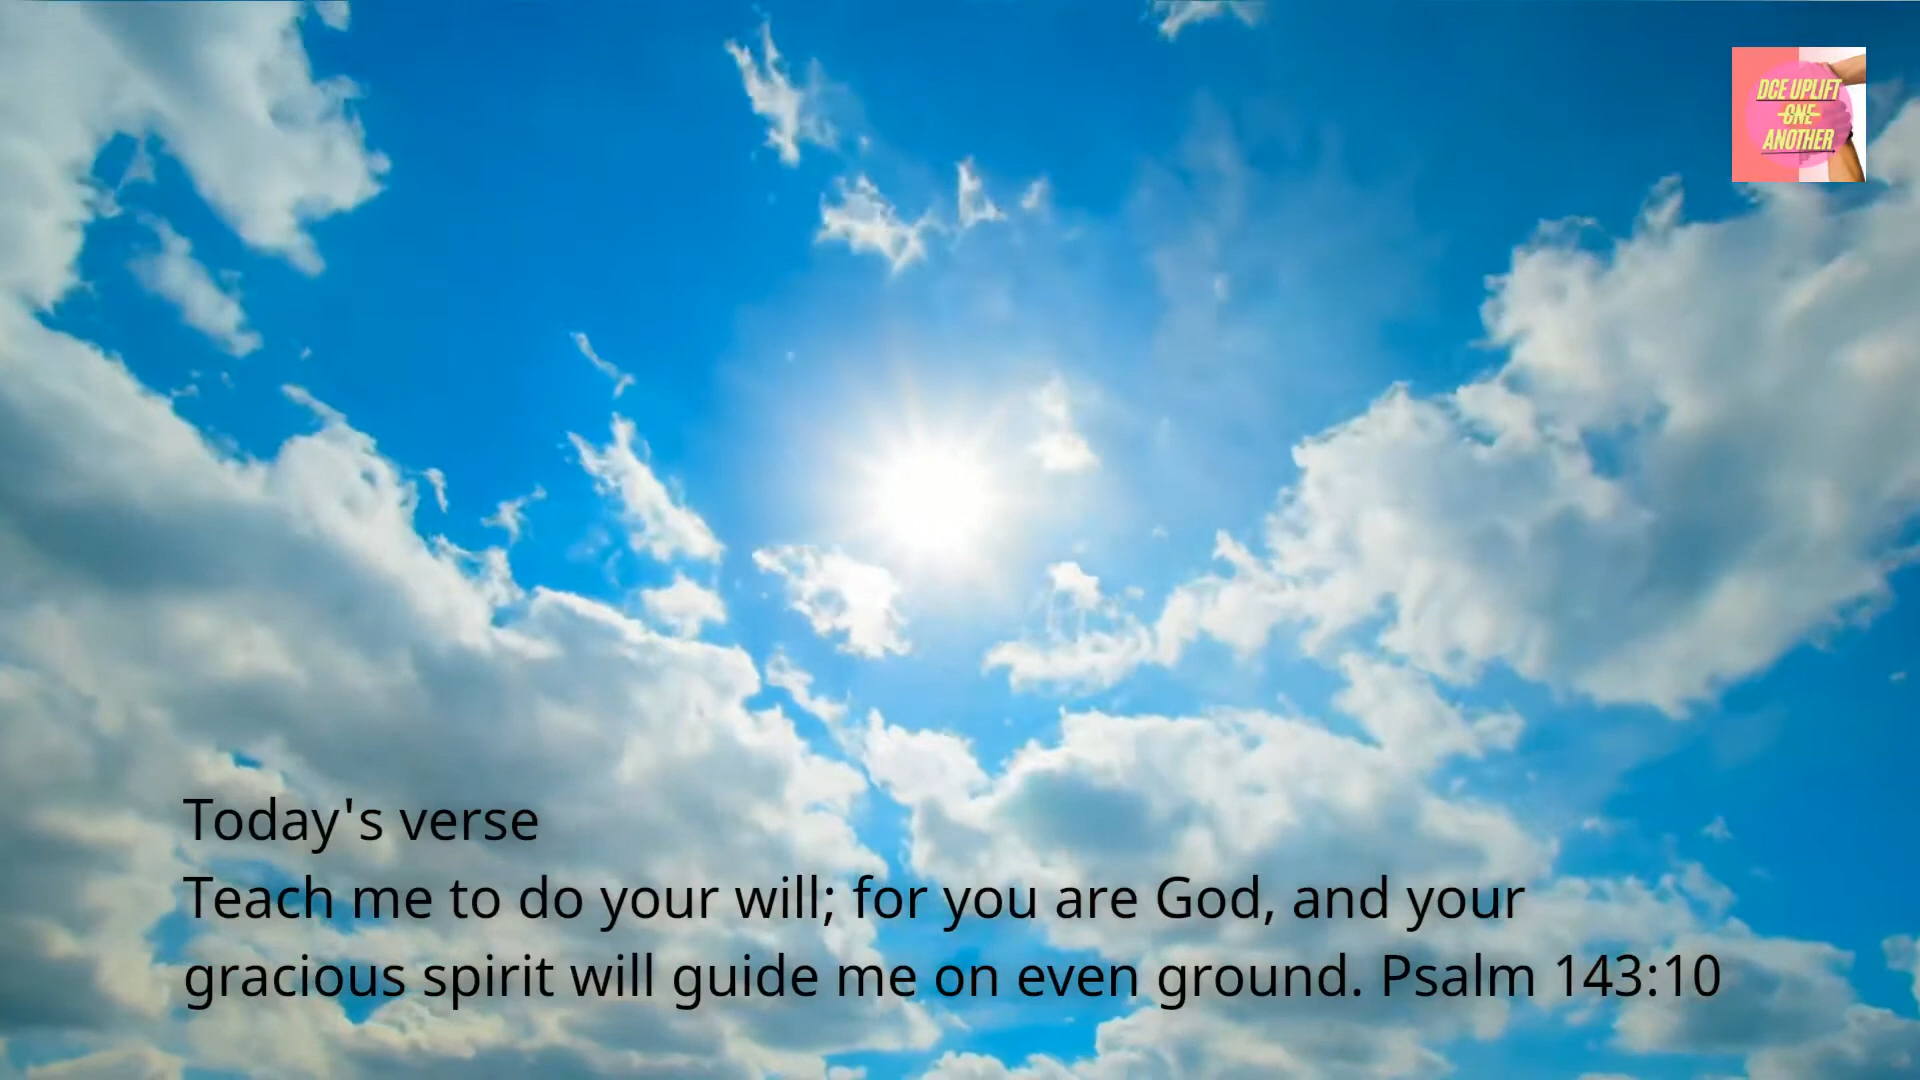 DCE UPLIFT
ONE
ANOTHER
Today's verse
Teach me to do your will; for you are God, and your
gracious spirit will guide me on even ground. Psalm 143:10